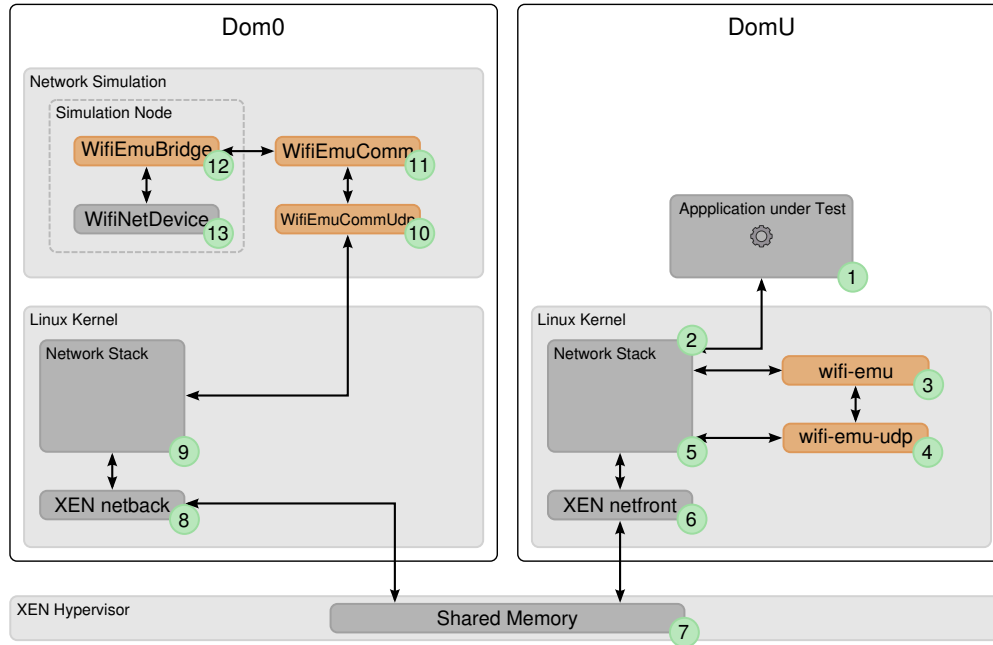 Dom0
Network Simulation
Simulation Node
WifiEmuBridge
12
WifiEmuComm
11
WifiNetDevice
13
WifiEmuCommUdp
10
Linux Kernel
Network Stack
9
XEN netback
8
DomU
Appplication under Test
1
Linux Kernel
2
Network Stack
wifi-emu
3
wifi-emu-udp
4
5
XEN netfront
6
XEN Hypervisor
Shared Memory
7